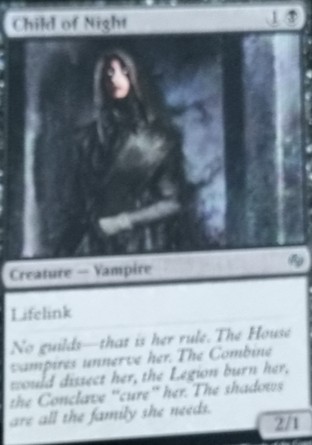 Child of Night 1
Creature — Vampire
Lifelink
No guilds—that is her rule. The House
vampires unnerve her. The Combine
would dissect her, the Legion burn her,
the Conclave "cure" her. The shadows
are all the family she needs.
2/1